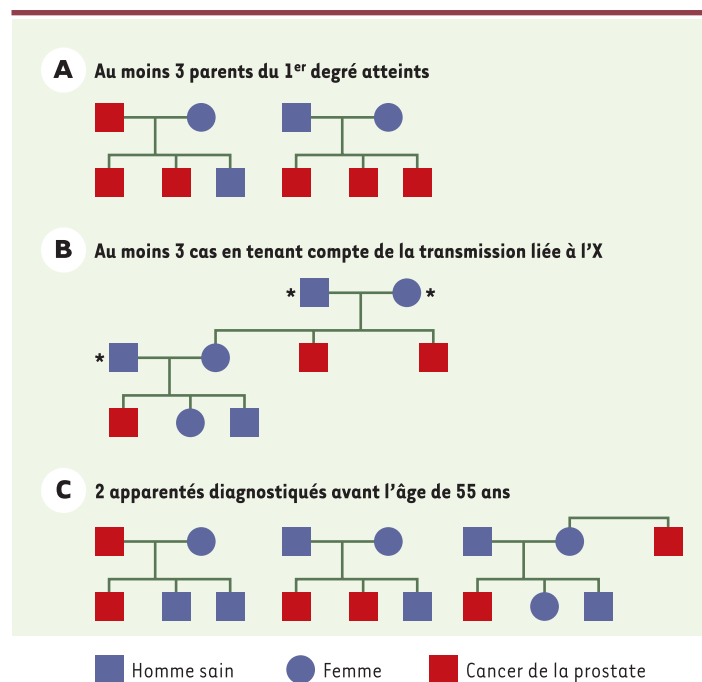 A Au moins 3 parents du 1er degré atteints
B Au moins 3 cas en tenant compte de la transmission liée à l'X
* *
*
C 2 apparentés diagnostiqués avant l'âge de 55 ans
Homme sain Femme Cancer de la prostate